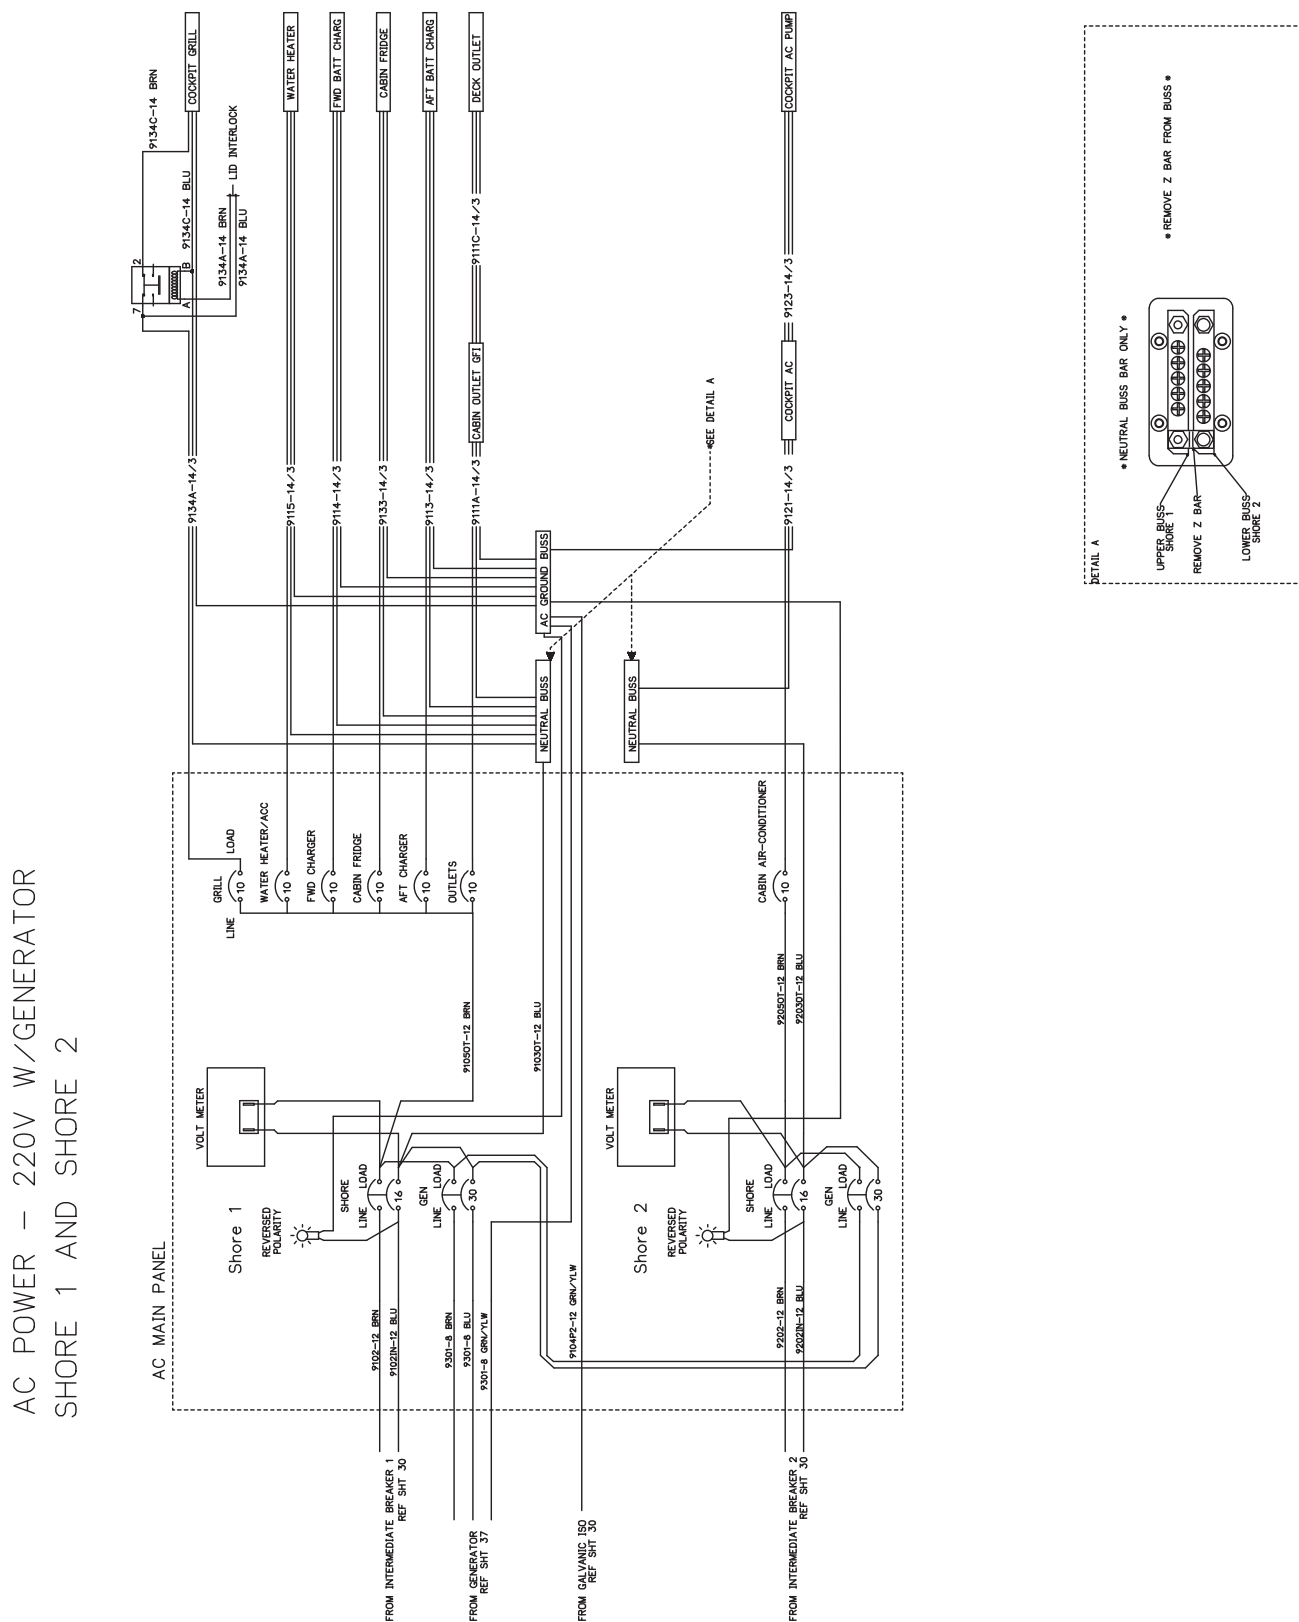 AC POWER - 220V W/GENERATOR
SHORE 1 AND SHORE 2
AC MAIN PANEL
COCKPIT GRILL
WATER HEATER
FWD BATT CHARG
CABIN FRIDGE
AFT BATT CHARG
DECK OUTLET
COCKPIT AC PUMP
9134C-14 BRN
9134C-14 BLU
LID INTERLOCK
9134A-14 BRN
9134A-14 BLU
2
7
A
B
9134A-14/3
9115-14/3
9114-14/3
9133-14/3
9113-14/3
9111A-14/3
CABIN OUTLET GFI
9111C-14/3
9121-14/3
COCKPIT AC
9123-14/3
*SEE DETAIL A
AC GROUND BUSS
NEUTRAL BUSS
NEUTRAL BUSS
GRILL
LINE
LOAD
10
WATER HEATER/ACC
10
FWD CHARGER
10
CABIN FRIDGE
10
AFT CHARGER
10
OUTLETS
10
CABIN AIR-CONDITIONER
10
9105OT-12 BRN
9103OT-12 BLU
9205OT-12 BRN
9203OT-12 BLU
VOLT METER
Shore 1
REVERSED
POLARITY
SHORE
LINE
LOAD
16
GEN
LINE
LOAD
30
VOLT METER
Shore 2
REVERSED
POLARITY
SHORE
LINE
LOAD
16
GEN
LINE
LOAD
30
9102-12 BRN
9102IN-12 BLU
9301-8 BRN
9301-8 BLU
9301-8 GRN/YLW
9104P2-12 GRN/YLW
9202-12 BRN
9202IN-12 BLU
FROM INTERMEDIATE BREAKER 1
REF SHT 30
FROM GENERATOR
REF SHT 37
FROM GALVANIC ISO
REF SHT 30
FROM INTERMEDIATE BREAKER 2
REF SHT 30
DETAIL A
* NEUTRAL BUSS BAR ONLY *
* REMOVE Z BAR FROM BUSS *
UPPER BUSS
SHORE 1
REMOVE Z BAR
LOWER BUSS
SHORE 2